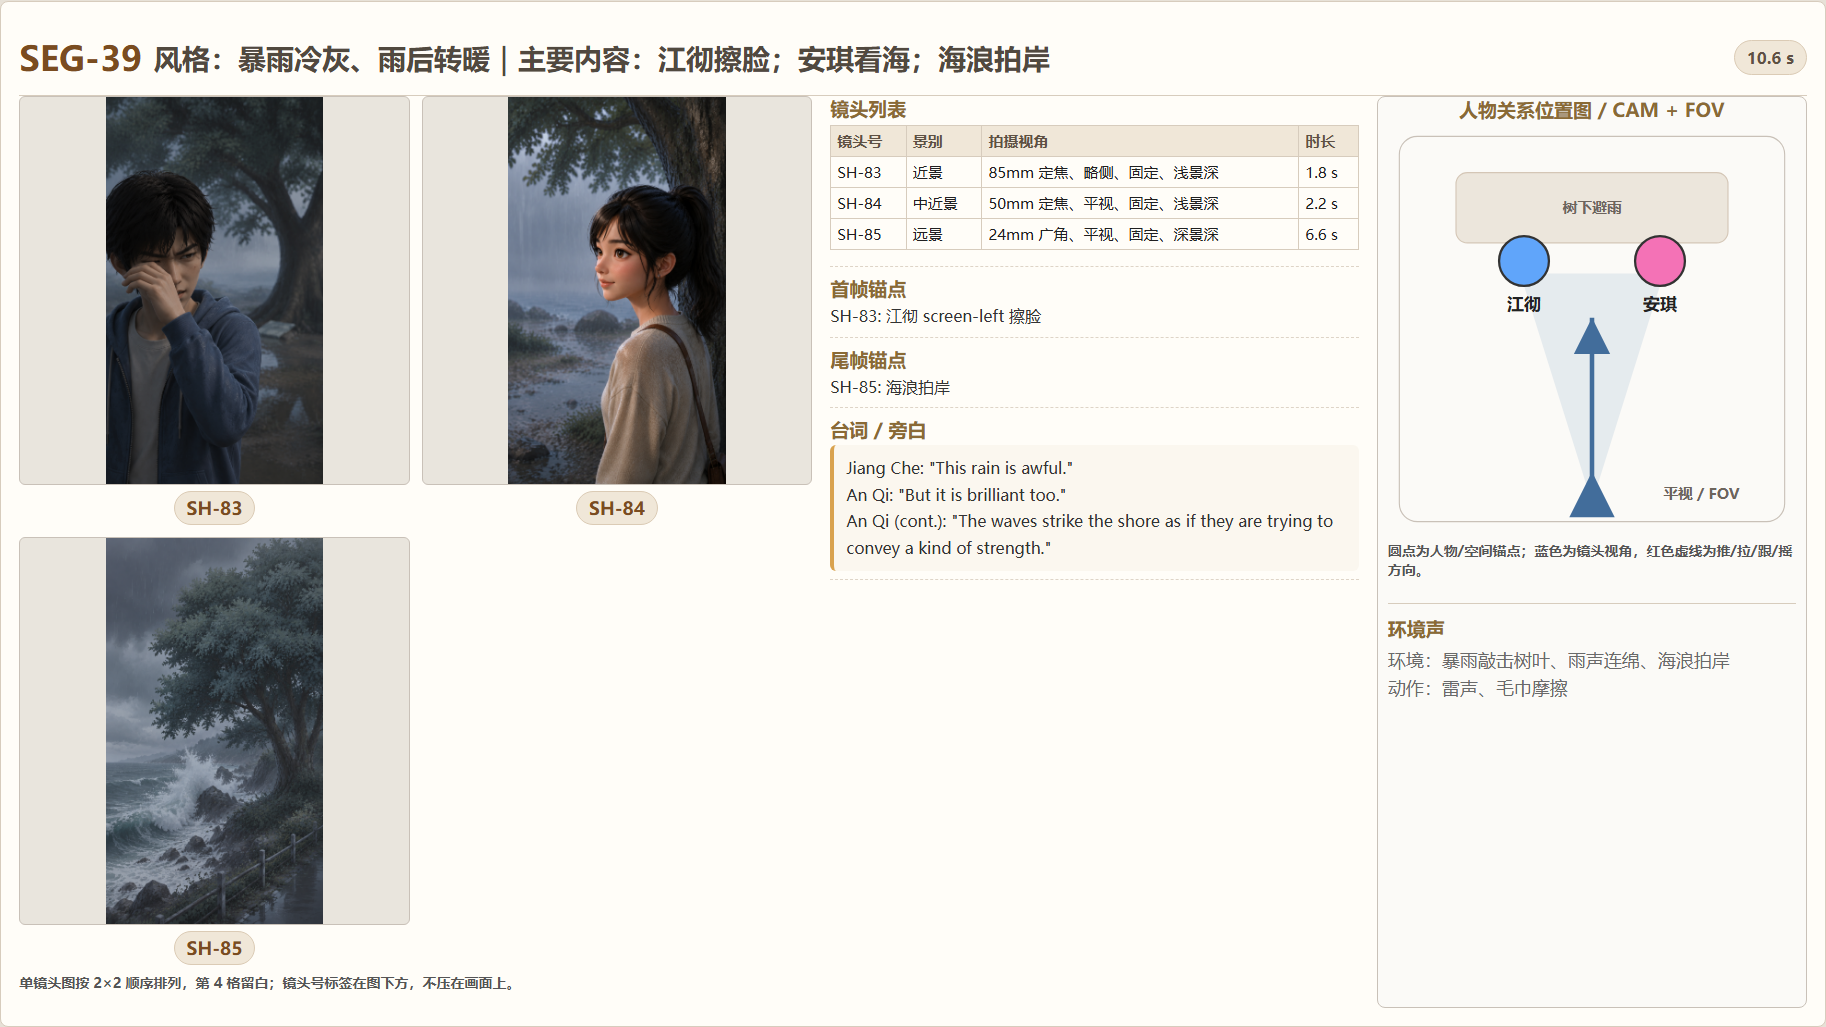 SEG-39 风格：暴雨冷灰、雨后转暖 | 主要内容：江彻擦脸；安琪看海；海浪拍岸
10.6 s
SH-83
SH-84
SH-85
单镜头图按 2×2 顺序排列，第 4 格留白；镜头号标签在图下方，不压在画面上。
镜头列表
镜头号 景别 拍摄视角 时长
SH-83 近景 85mm 定焦、略侧、固定、浅景深 1.8 s
SH-84 中近景 50mm 定焦、平视、固定、浅景深 2.2 s
SH-85 远景 24mm 广角、平视、固定、深景深 6.6 s
首帧锚点
SH-83: 江彻 screen-left 擦脸
尾帧锚点
SH-85: 海浪拍岸
台词 / 旁白
Jiang Che: "This rain is awful."
An Qi: "But it is brilliant too."
An Qi (cont.): "The waves strike the shore as if they are trying to
convey a kind of strength."
人物关系位置图 / CAM + FOV
树下避雨
江彻
安琪
平视 / FOV
圆点为人物/空间锚点；蓝色为镜头视角，红色虚线为推/拉/跟/摇
方向。
环境声
环境：暴雨敲击树叶、雨声连绵、海浪拍岸
动作：雷声、毛巾摩擦